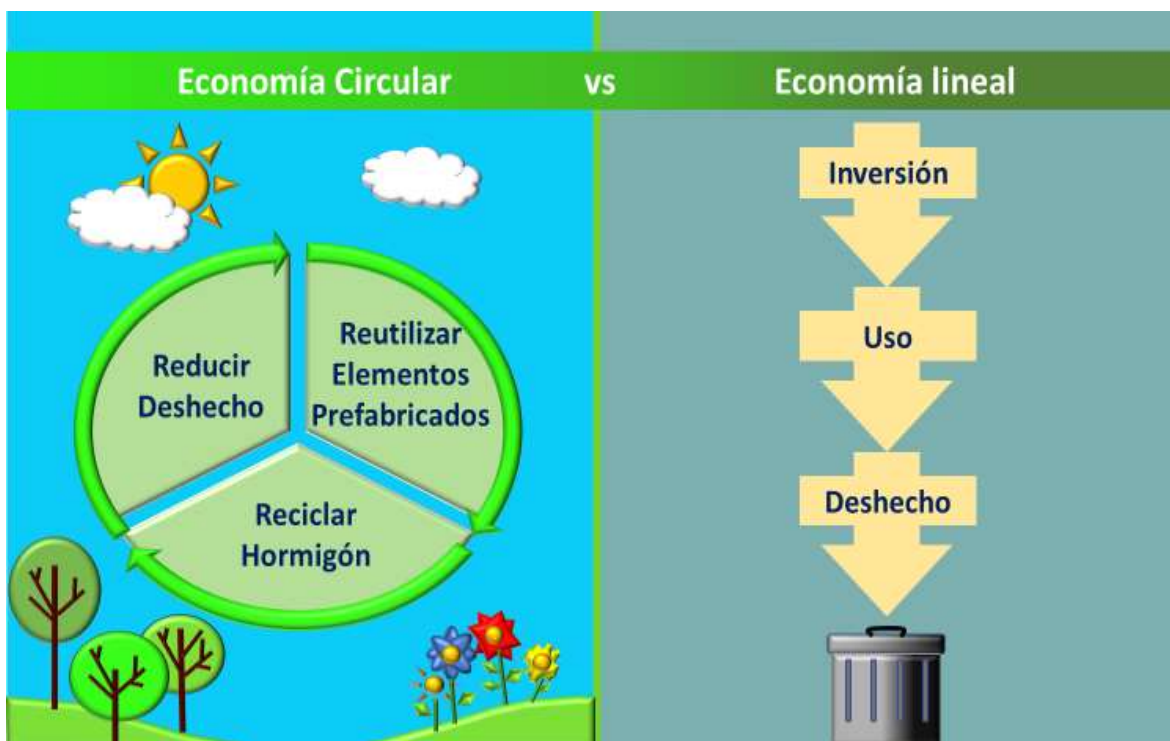 Economía Circular vs Economía lineal
Reducir
Deshecho
Reutilizar
Elementos
Prefabricados
Reciclar
Hormigón
Inversión
Uso
Deshecho